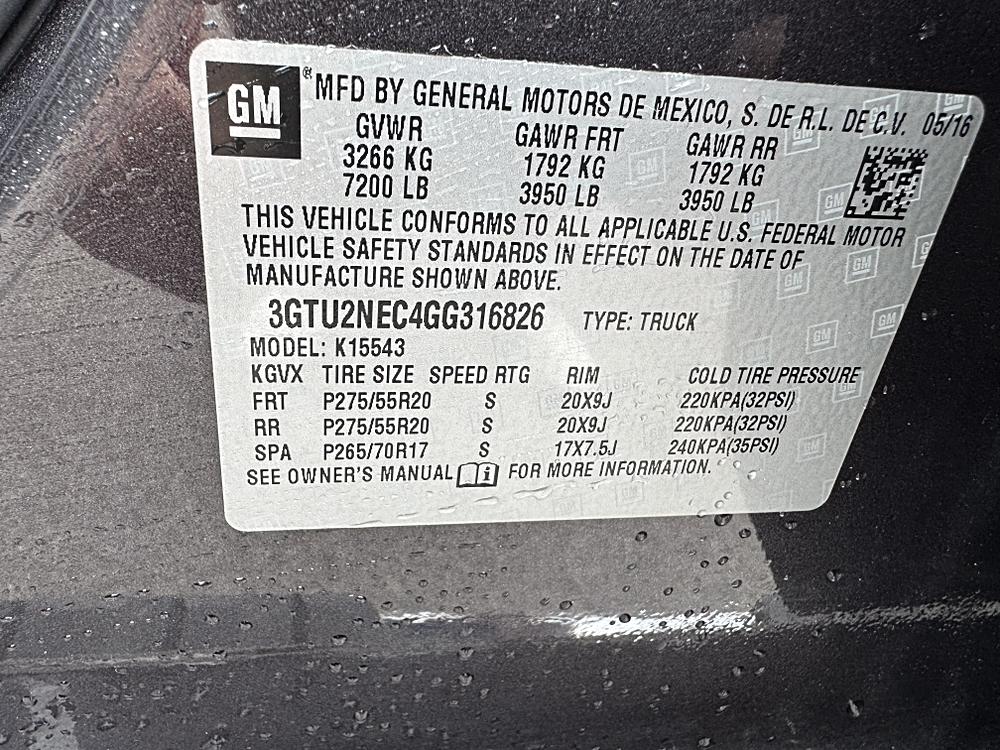 GM ® MFD BY GENERAL MOTORS DE MEXICO, S. DE R.L. DE C.V. 05/16
GVWR GAWR FRT GAWR RR
3266 KG 1792 KG 1792 KG
7200 LB 3950 LB 3950 LB
THIS VEHICLE CONFORMS TO ALL APPLICABLE U.S. FEDERAL MOTOR
VEHICLE SAFETY STANDARDS IN EFFECT ON THE DATE OF
MANUFACTURE SHOWN ABOVE.
3GTU2NEC4GG316826 TYPE: TRUCK
MODEL: K15543
KGVX TIRE SIZE SPEED RTG RIM COLD TIRE PRESSURE
FRT P275/55R20 S 20X9J 220KPA(32PSI)
RR P275/55R20 S 20X9J 220KPA(32PSI)
SPA P265/70R17 S 17X7.5J 240KPA(35PSI)
SEE OWNER'S MANUAL i FOR MORE INFORMATION.